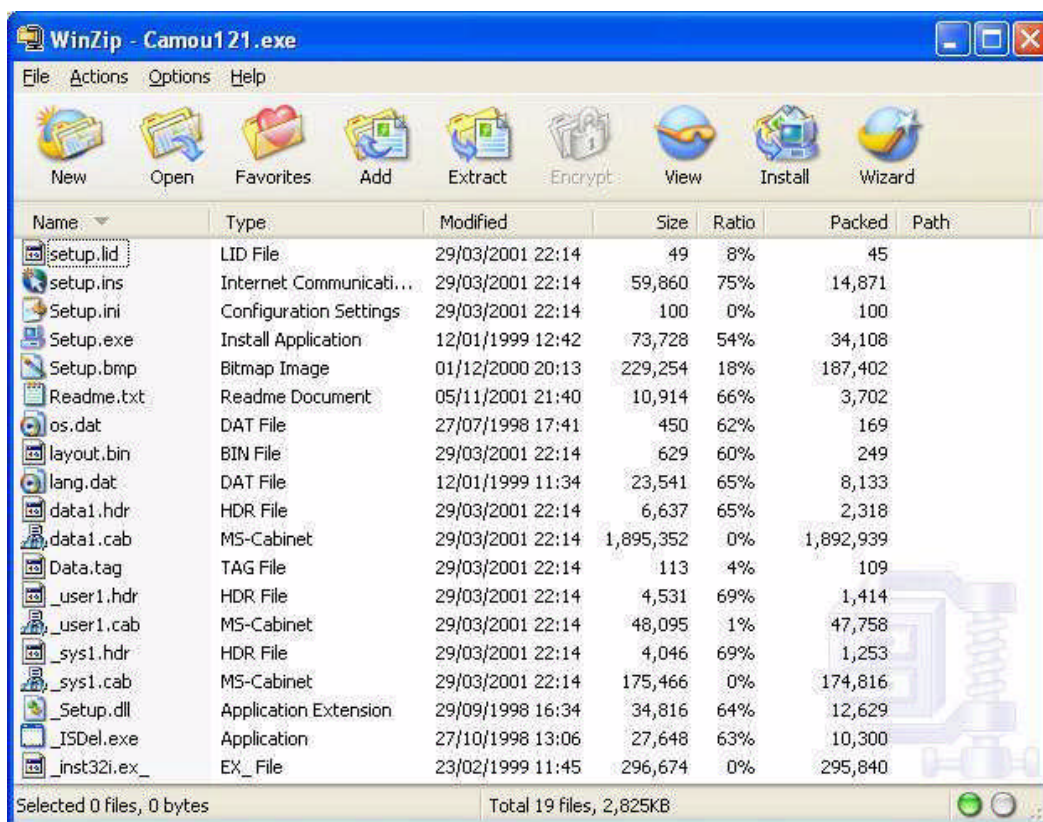 WinZip - Camou121.exe
File Actions Options Help
New Open Favorites Add Extract Encrypt View Install Wizard
Name Type Modified Size Ratio Packed Path
setup.lid LID File 29/03/2001 22:14 49 8% 45
setup.ins Internet Communicati... 29/03/2001 22:14 59,860 75% 14,871
Setup.ini Configuration Settings 29/03/2001 22:14 100 0% 100
Setup.exe Install Application 12/01/1999 12:42 73,728 54% 34,108
Setup.bmp Bitmap Image 01/12/2000 20:13 229,254 18% 187,402
Readme.txt Readme Document 05/11/2001 21:40 10,914 66% 3,702
os.dat DAT File 27/07/1998 17:41 450 62% 169
layout.bin BIN File 29/03/2001 22:14 629 60% 249
lang.dat DAT File 12/01/1999 11:34 23,541 65% 8,133
data1.hdr HDR File 29/03/2001 22:14 6,637 65% 2,318
data1.cab MS-Cabinet 29/03/2001 22:14 1,895,352 0% 1,892,939
Data.tag TAG File 29/03/2001 22:14 113 4% 109
_user1.hdr HDR File 29/03/2001 22:14 4,531 69% 1,414
_user1.cab MS-Cabinet 29/03/2001 22:14 48,095 1% 47,758
_sys1.hdr HDR File 29/03/2001 22:14 4,046 69% 1,253
_sys1.cab MS-Cabinet 29/03/2001 22:14 175,466 0% 174,816
_Setup.dll Application Extension 29/09/1998 16:34 34,816 64% 12,629
_ISDel.exe Application 27/10/1998 13:06 27,648 63% 10,300
_inst32i.ex_ EX_ File 23/02/1999 11:45 296,674 0% 295,840
Selected 0 files, 0 bytes Total 19 files, 2,825KB